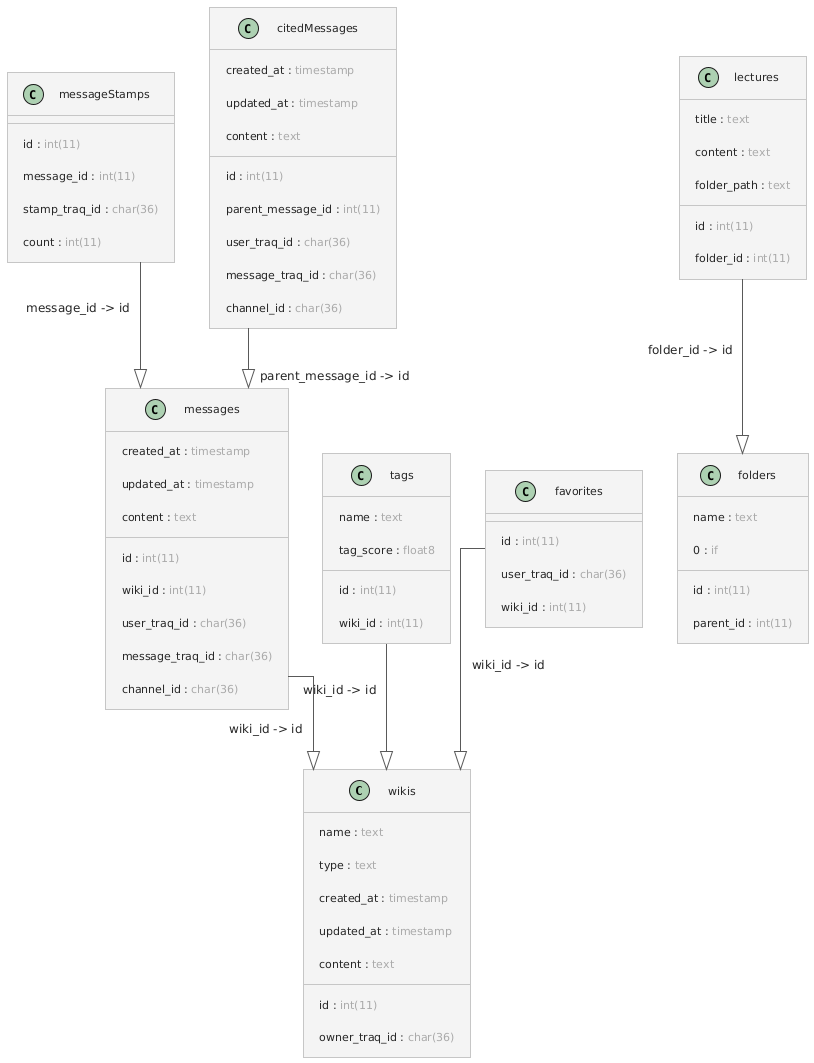 C messageStamps
id : int(11)
message_id : int(11)
stamp_traq_id : char(36)
count : int(11)
C citedMessages
created_at : timestamp
updated_at : timestamp
content : text
id : int(11)
parent_message_id : int(11)
user_traq_id : char(36)
message_traq_id : char(36)
channel_id : char(36)
C lectures
title : text
content : text
folder_path : text
id : int(11)
folder_id : int(11)
message_id -> id
parent_message_id -> id
folder_id -> id
C messages
created_at : timestamp
updated_at : timestamp
content : text
id : int(11)
wiki_id : int(11)
user_traq_id : char(36)
message_traq_id : char(36)
channel_id : char(36)
C tags
name : text
tag_score : float8
id : int(11)
wiki_id : int(11)
C favorites
id : int(11)
user_traq_id : char(36)
wiki_id : int(11)
C folders
name : text
0 : if
id : int(11)
parent_id : int(11)
wiki_id -> id
wiki_id -> id
wiki_id -> id
C wikis
name : text
type : text
created_at : timestamp
updated_at : timestamp
content : text
id : int(11)
owner_traq_id : char(36)